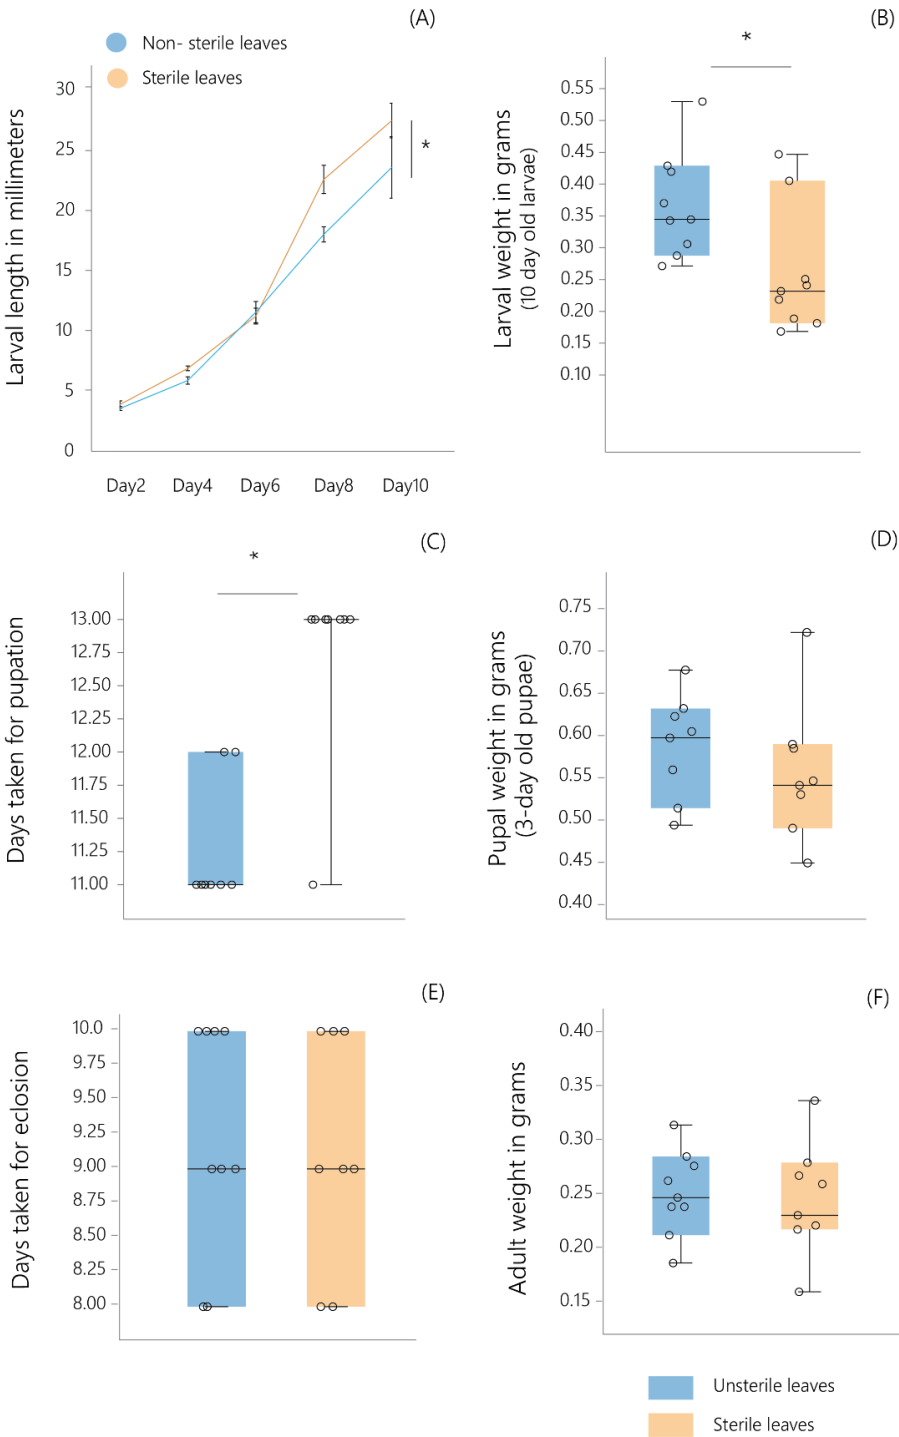 (A)
Non- sterile leaves
Sterile leaves
Larval length in millimeters
30
25
20
15
10
5
0
*
Day2 Day4 Day6 Day8 Day10
(B)
*
Larval weight in grams
(10 day old larvae)
0.55
0.50
0.45
0.40
0.35
0.30
0.25
0.20
0.15
0.10
(C)
*
Days taken for pupation
13.00
12.75
12.50
12.25
12.00
11.75
11.50
11.25
11.00
(D)
Pupal weight in grams
(3-day old pupae)
0.75
0.70
0.65
0.60
0.55
0.50
0.45
0.40
(E)
Days taken for eclosion
10.0
9.75
9.50
9.25
9.00
8.75
8.50
8.25
8.00
(F)
Adult weight in grams
0.40
0.35
0.30
0.25
0.20
0.15
Unsterile leaves
Sterile leaves